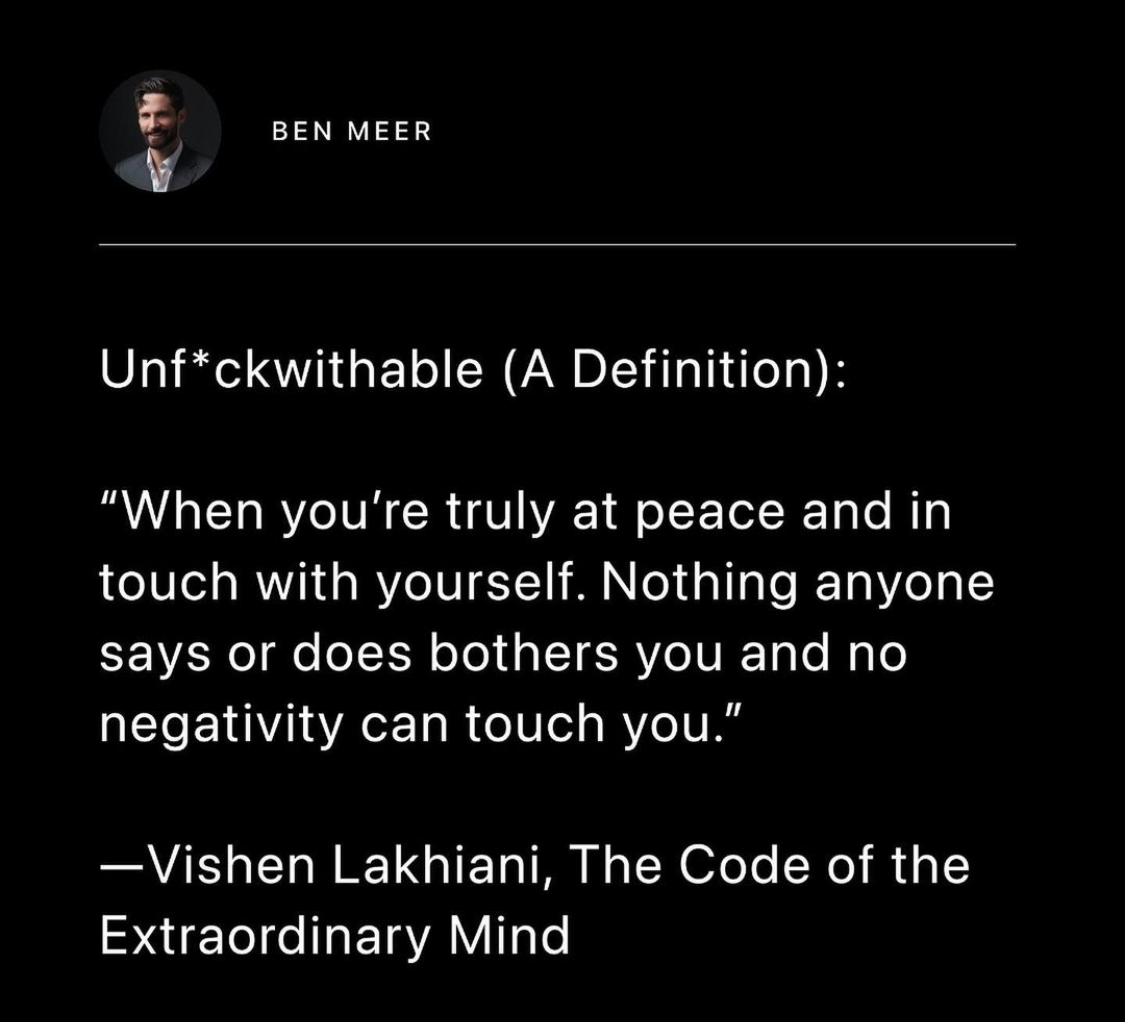 BEN MEER
Unf*ckwithable (A Definition):
“When you’re truly at peace and in
touch with yourself. Nothing anyone
says or does bothers you and no
negativity can touch you.”
—Vishen Lakhiani, The Code of the
Extraordinary Mind